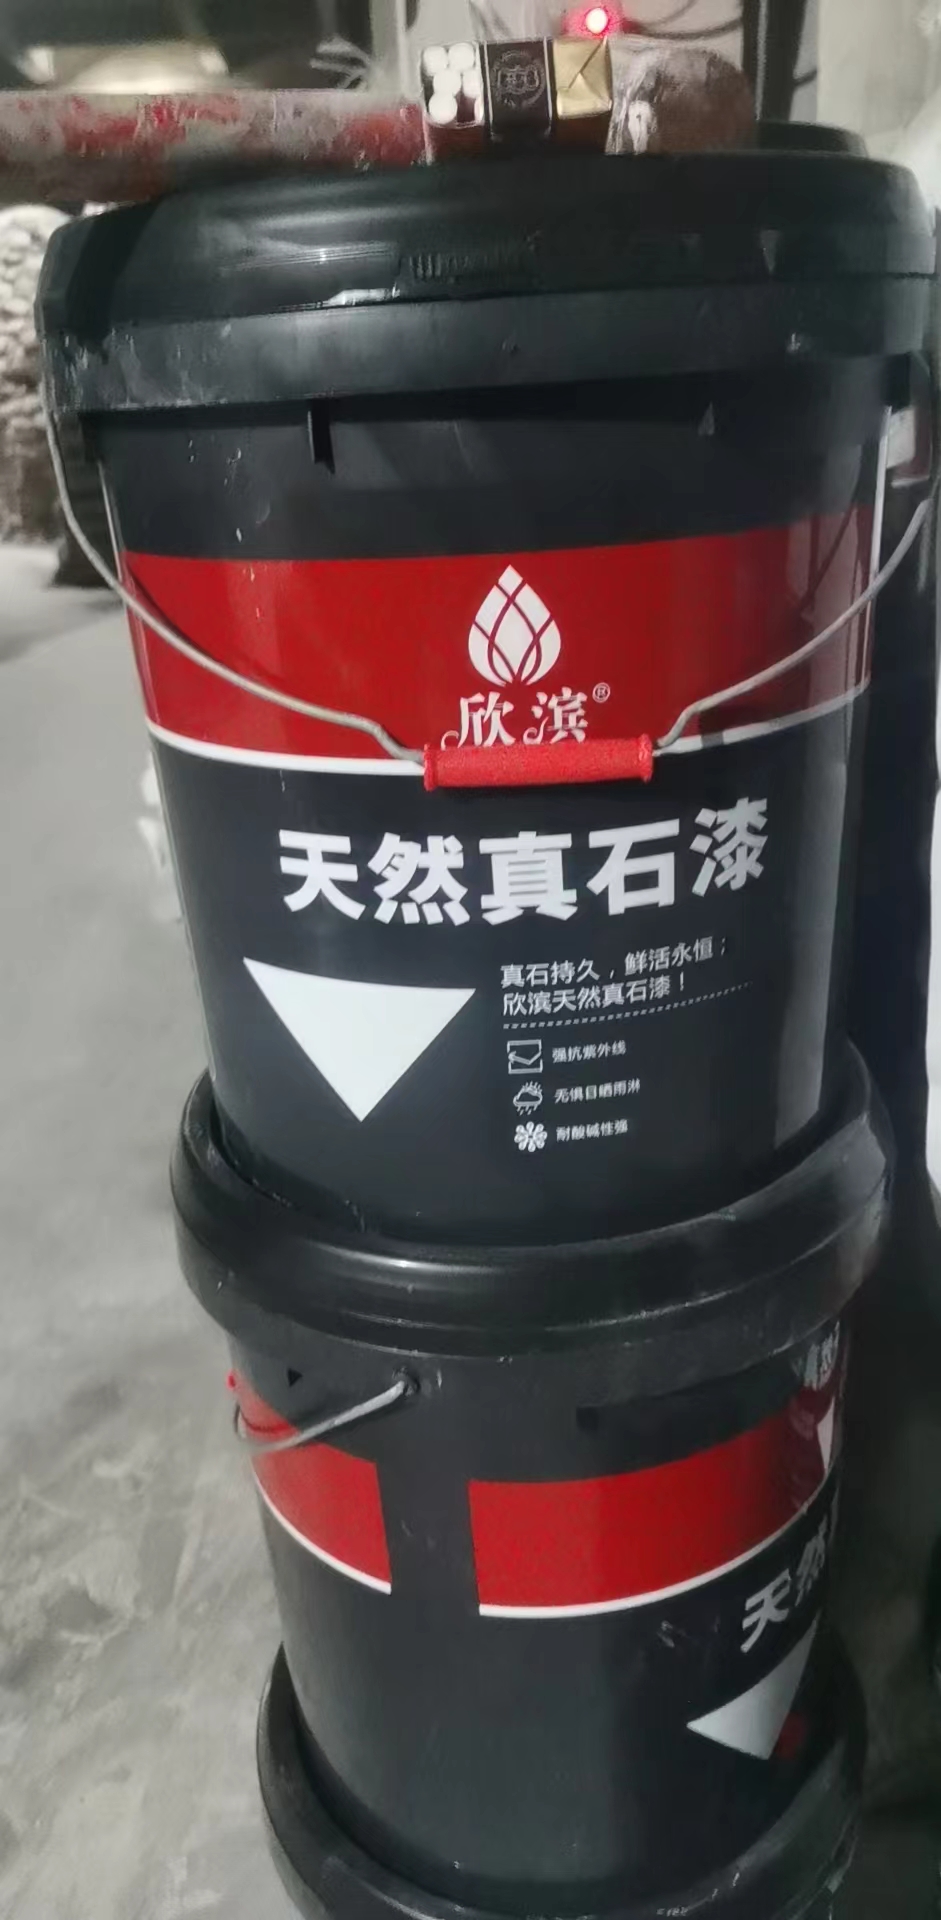 欣滨®
天然真石漆
真石持久，鲜活永恒；
欣滨天然真石漆！
强抗紫外线
无惧日晒雨淋
耐酸碱性强
天然